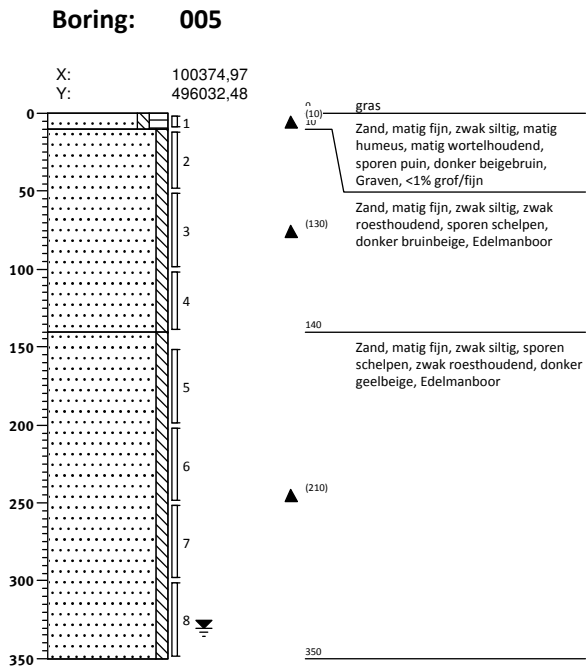 Boring: 005
X: 100374,97
Y: 496032,48
0
50
100
150
200
250
300
350
1
2
3
4
5
6
7
8
0
gras
(10)
10
Zand, matig fijn, zwak siltig, matig
humeus, matig wortelhoudend,
sporen puin, donker beigebruin,
Graven, <1% grof/fijn
(130)
Zand, matig fijn, zwak siltig, zwak
roesthoudend, sporen schelpen,
donker bruinbeige, Edelmanboor
140
Zand, matig fijn, zwak siltig, sporen
schelpen, zwak roesthoudend, donker
geelbeige, Edelmanboor
(210)
350